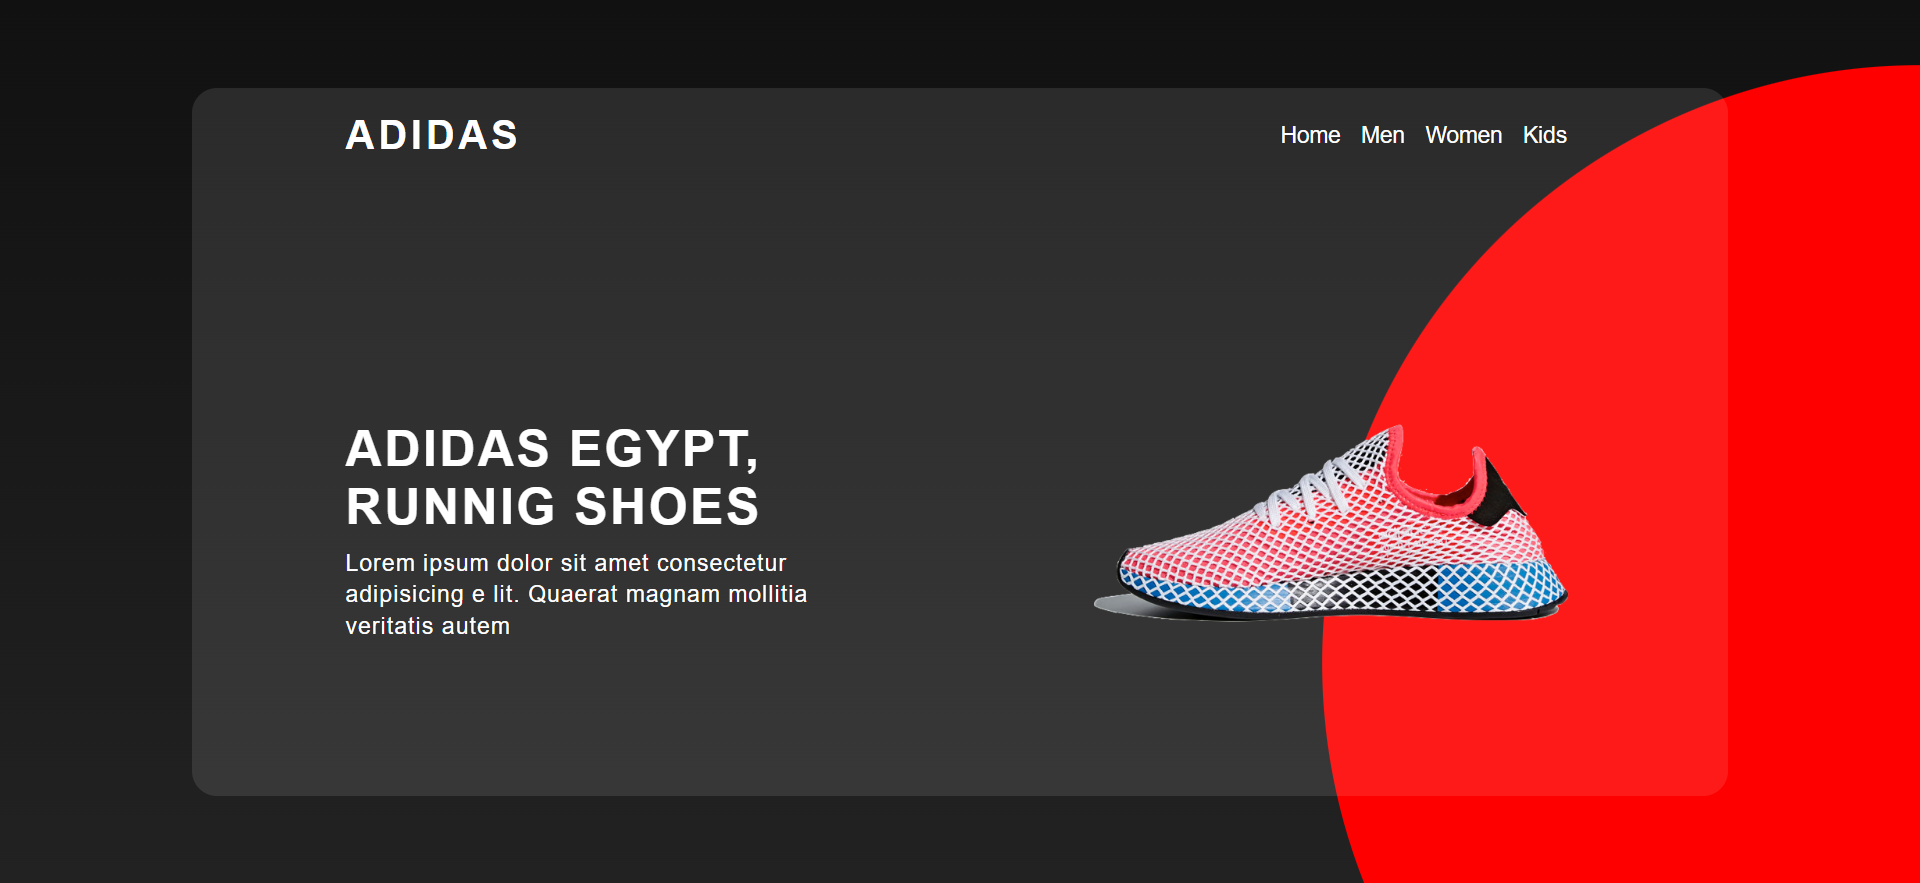 ADIDAS
Home Men Women Kids
ADIDAS EGYPT,
RUNNIG SHOES
Lorem ipsum dolor sit amet consectetur
adipisicing e lit. Quaerat magnam mollitia
veritatis autem